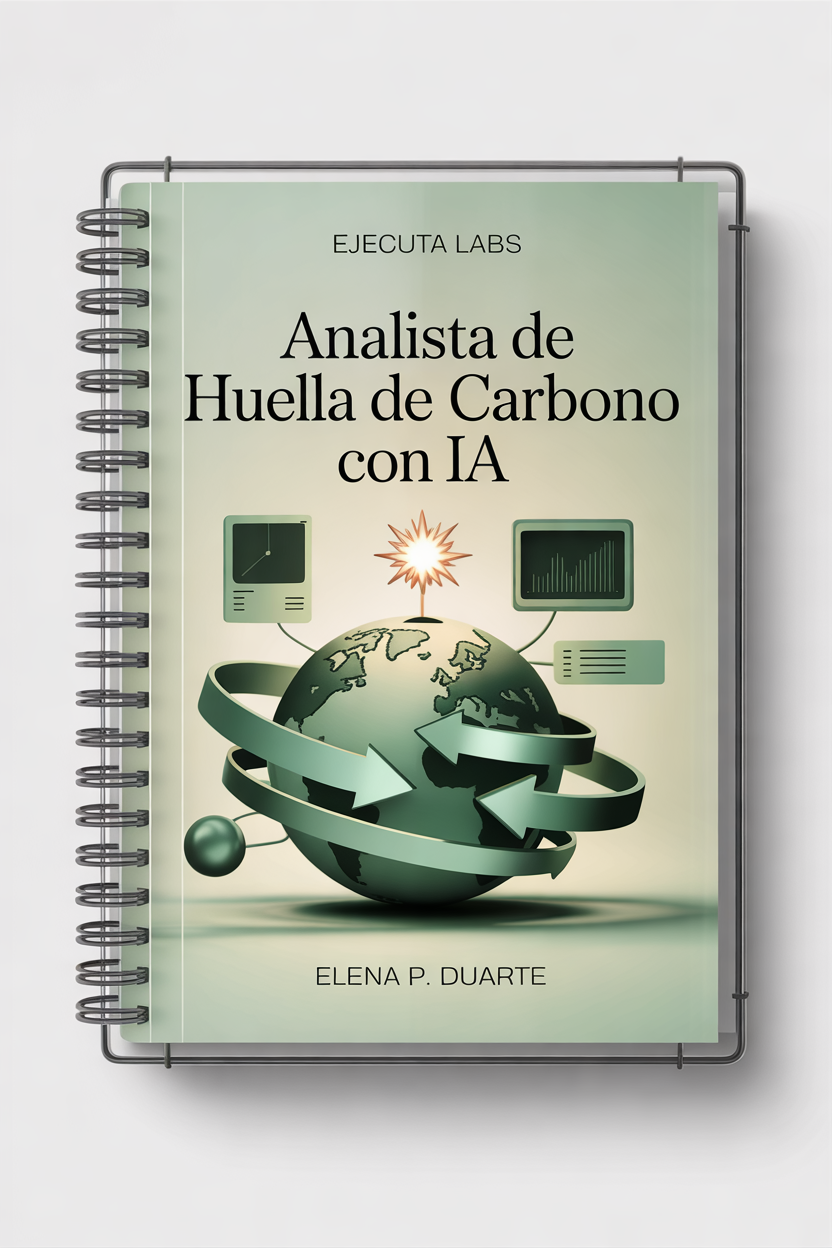 EJECUTA LABS
Analista de
Huella de Carbono
con IA
ELENA P. DUARTE